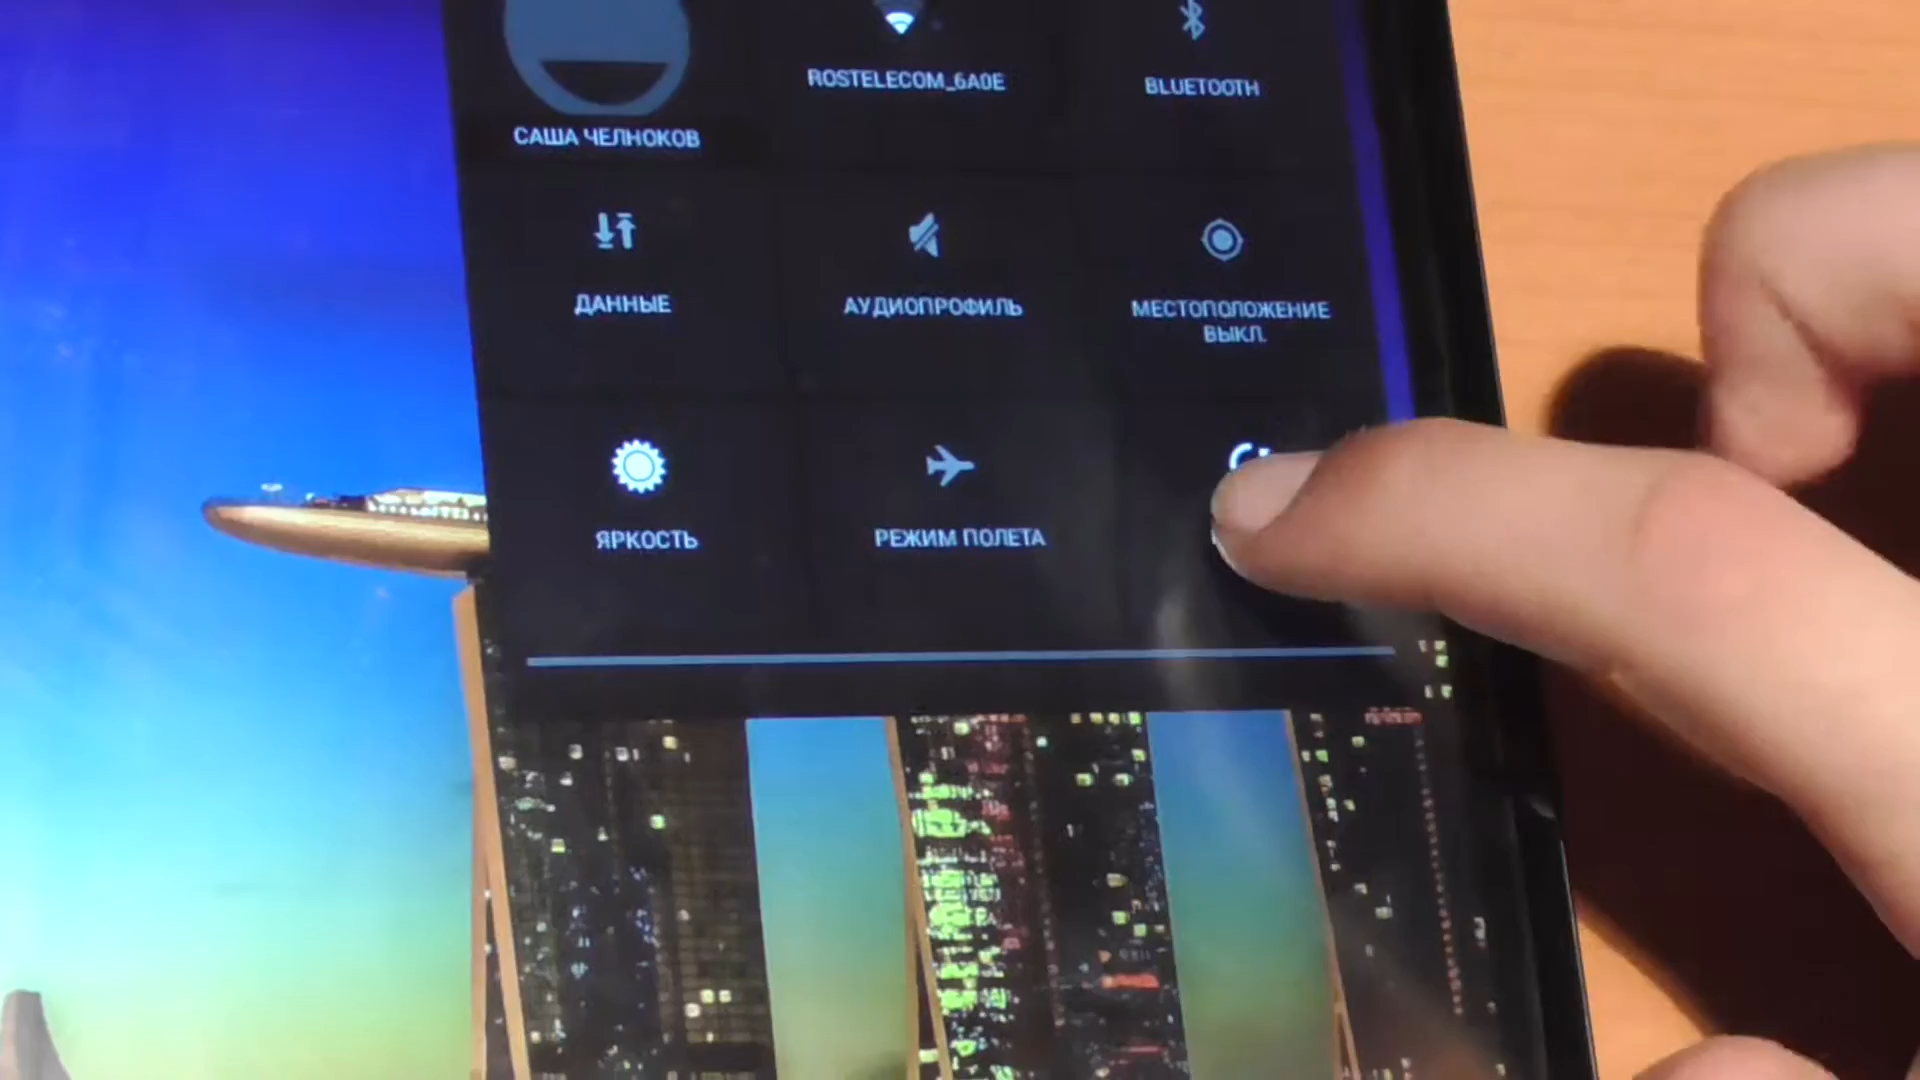 ROSTELECOM_6A0E
BLUETOOTH
САША ЧЕЛНОКОВ
ДАННЫЕ
АУДИОПРОФИЛЬ
МЕСТОПОЛОЖЕНИЕ
ВЫКЛ.
ЯРКОСТЬ
РЕЖИМ ПОЛЕТА